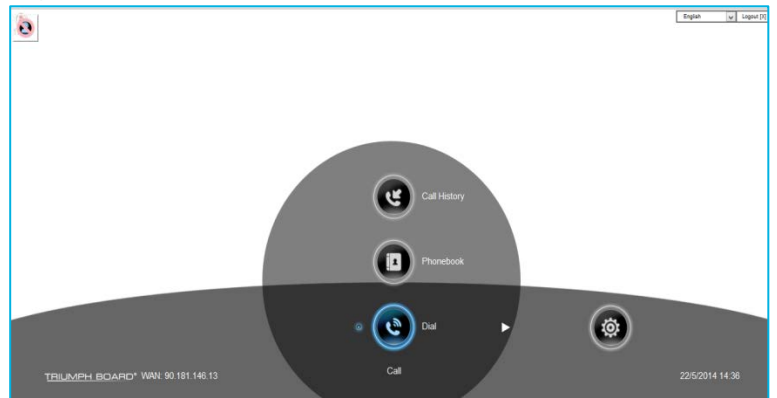 English
Logout [X]
Call History
Phonebook
Dial
Call
TRIUMPH BOARD® WAN: 90.181.146.13
22/5/2014 14:36